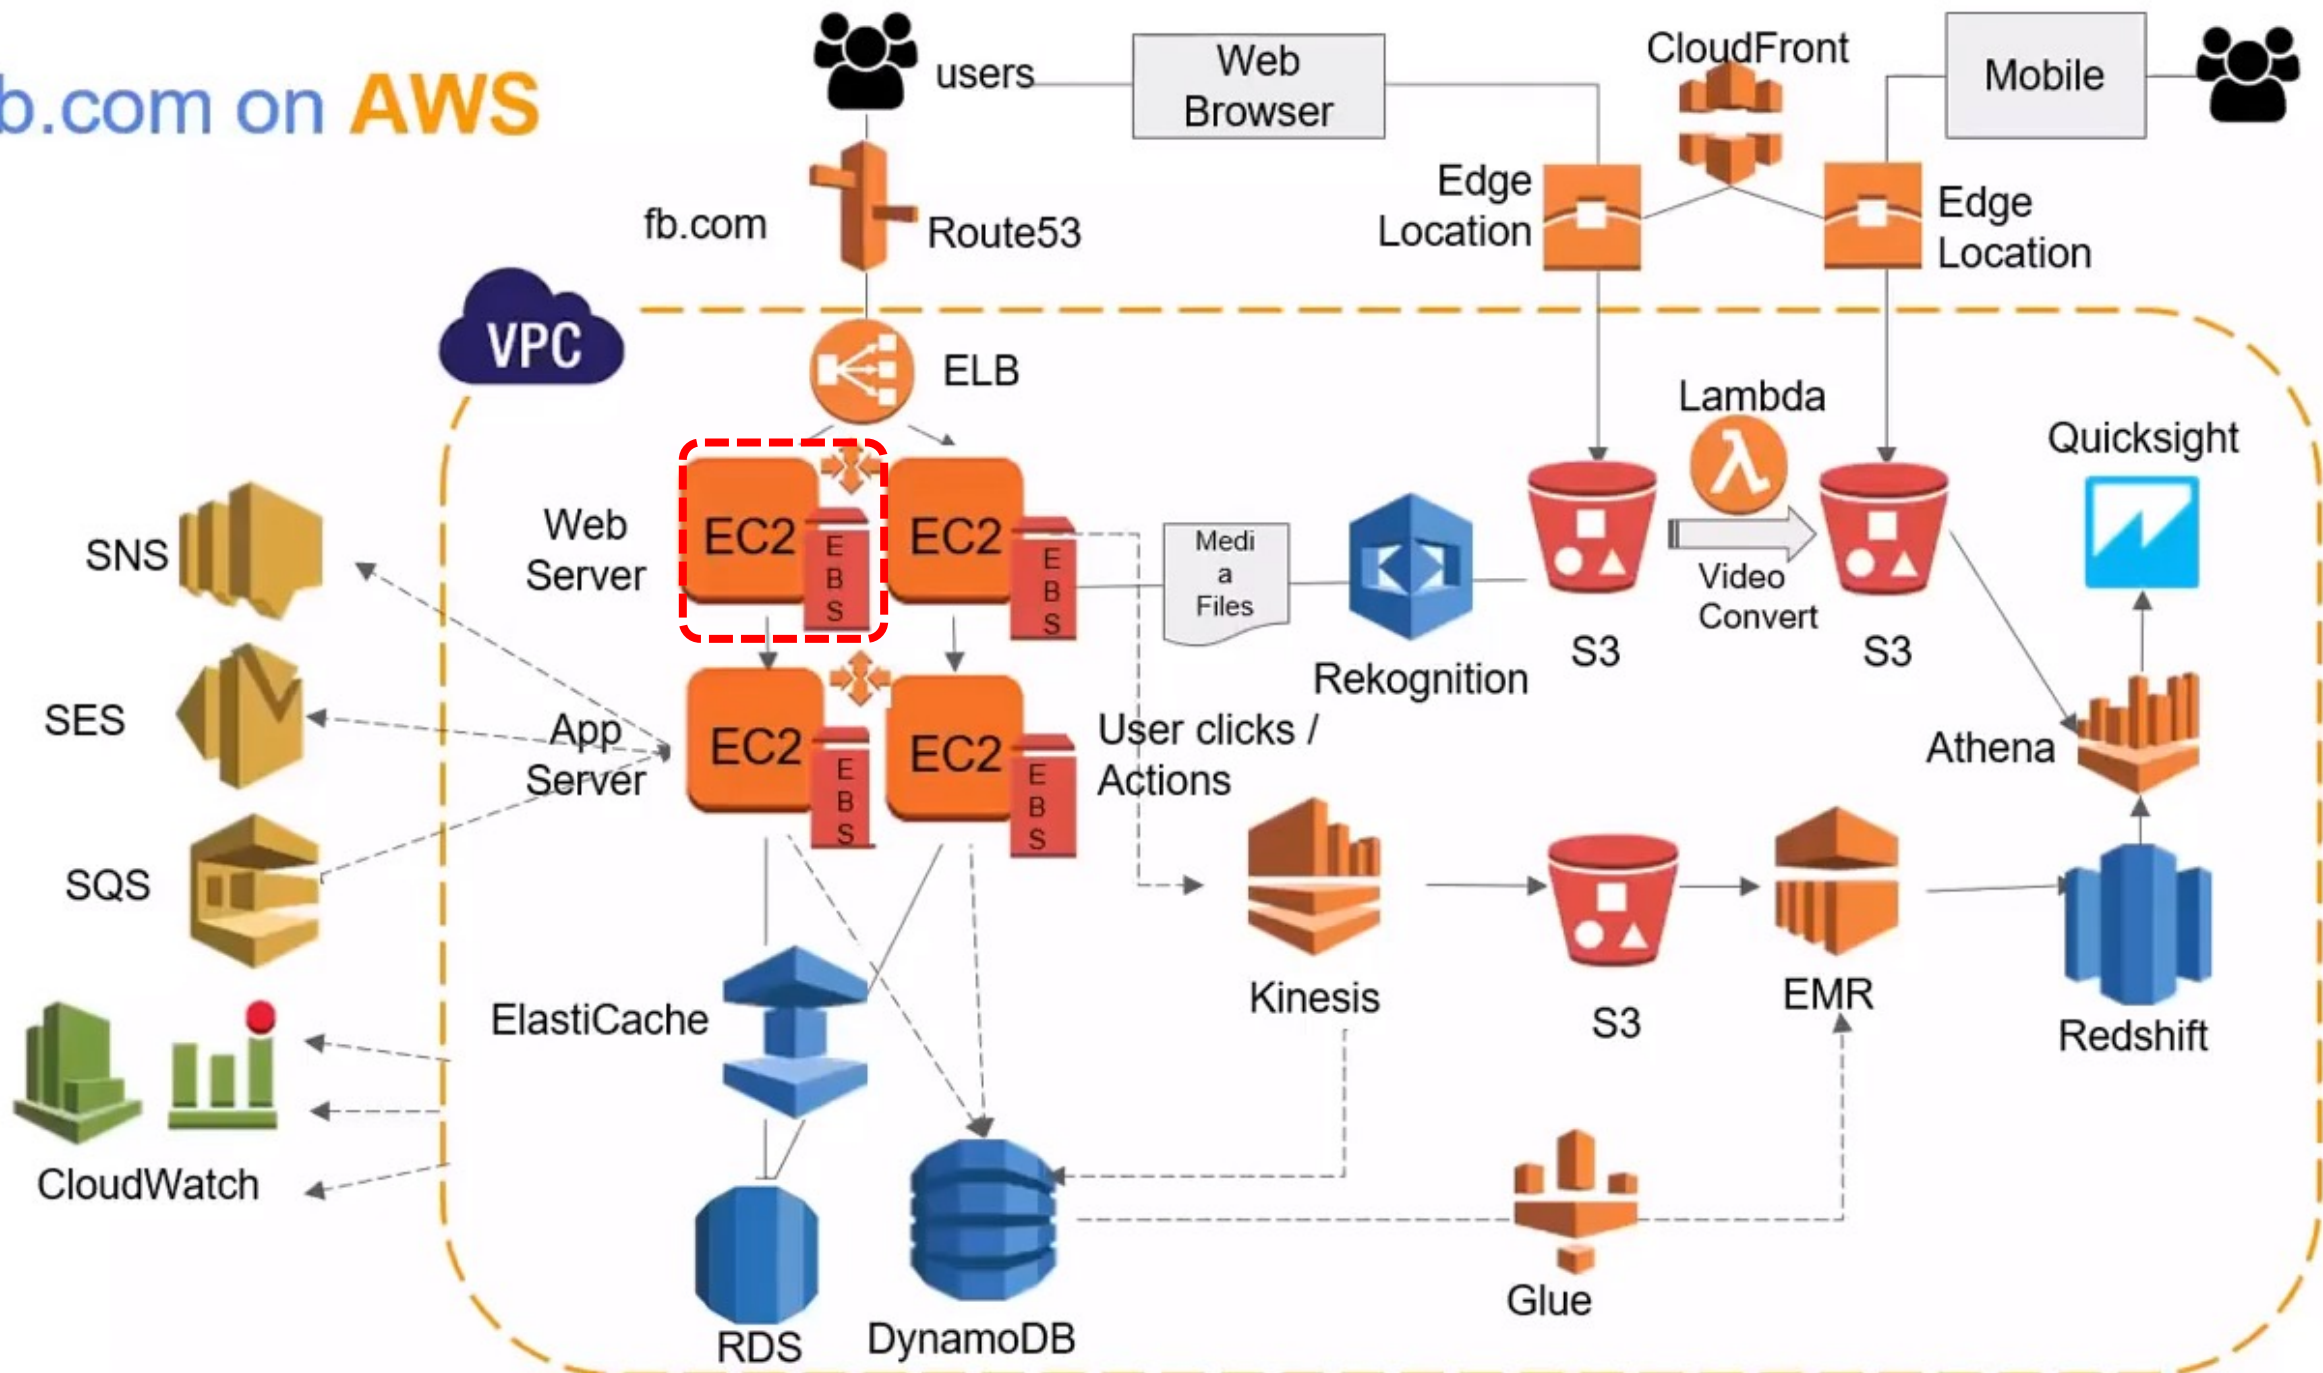 b.com on AWS
users
Web
Browser
CloudFront
Mobile
fb.com
Route53
Edge
Location
Edge
Location
VPC
ELB
Lambda
Quicksight
SNS
Web
Server
EC2
E
B
S
EC2
E
B
S
Medi
a
Files
Rekognition
S3
Video
Convert
S3
SES
App
Server
EC2
E
B
S
EC2
E
B
S
User clicks /
Actions
Athena
SQS
Kinesis
S3
EMR
Redshift
ElastiCache
CloudWatch
Glue
RDS
DynamoDB